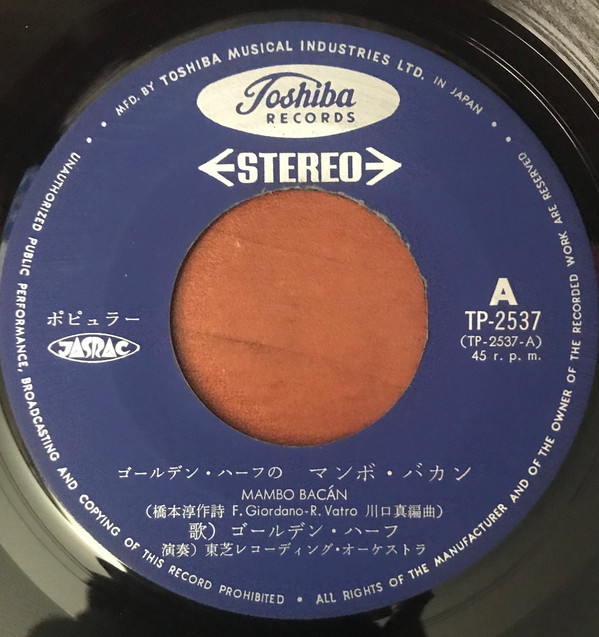 MFD. BY TOSHIBA MUSICAL INDUSTRIES LTD. IN JAPAN
Toshiba
RECORDS
STEREO
ポピュラー
JASRAC
A
TP-2537
(TP-2537-A)
45 r. p. m.
ゴールデン・ハーフの マンボ・バカン
MAMBO BACÁN
(橋本淳作詩 F. Giordano-R. Vatro 川口真編曲)
歌) ゴールデン・ハーフ
演奏) 東芝レコーディング・オーケストラ
UNAUTHORIZED PUBLIC PERFORMANCE, BROADCASTING AND COPYING OF THIS RECORD PROHIBITED • ALL RIGHTS OF THE MANUFACTURER AND OF THE OWNER OF THE RECORDED WORK ARE RESERVED